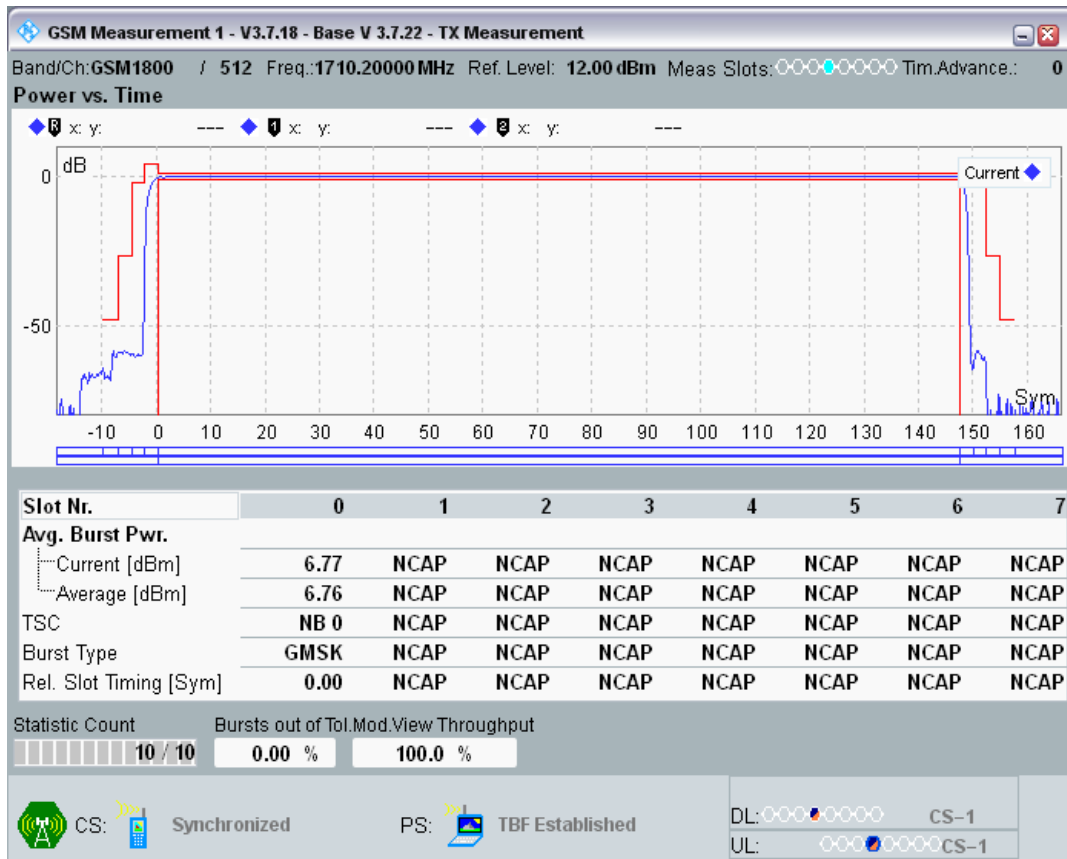 GSM Measurement 1 - V3.7.18 - Base V 3.7.22 - TX Measurement
Band/Ch:GSM1800 / 512 Freq.:1710.20000 MHz Ref. Level: 12.00 dBm Meas Slots: Tim.Advance.: 0
Power vs. Time
R x: y: --- 1 x: y: --- 2 x: y: ---
dB
Current
0
-50
Sym
-10 0 10 20 30 40 50 60 70 80 90 100 110 120 130 140 150 160
Slot Nr. 0 1 2 3 4 5 6 7
Avg. Burst Pwr.
Current [dBm] 6.77 NCAP NCAP NCAP NCAP NCAP NCAP NCAP
Average [dBm] 6.76 NCAP NCAP NCAP NCAP NCAP NCAP NCAP
TSC NB 0 NCAP NCAP NCAP NCAP NCAP NCAP NCAP
Burst Type GMSK NCAP NCAP NCAP NCAP NCAP NCAP NCAP
Rel. Slot Timing [Sym] 0.00 NCAP NCAP NCAP NCAP NCAP NCAP NCAP
Statistic Count Bursts out of Tol.Mod.View Throughput
10 / 10 0.00 % 100.0 %
CS: Synchronized PS: TBF Established
DL: CS-1
UL: CS-1